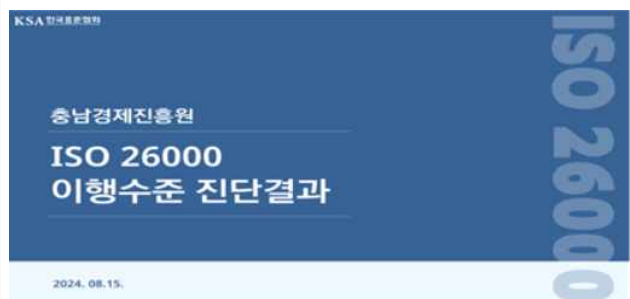 KSA 한국표준협회
ISO 26000
충남경제진흥원
ISO 26000
이행수준 진단결과
2024. 08.15.